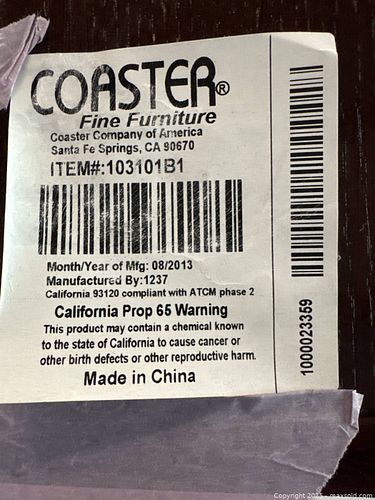 COASTER®
Fine Furniture
Coaster Company of America
Santa Fe Springs, CA 90670
ITEM#:103101B1
Month/Year of Mfg: 08/2013
Manufactured By:1237
California 93120 compliant with ATCM phase 2
California Prop 65 Warning
This product may contain a chemical known
to the state of California to cause cancer or
other birth defects or other reproductive harm.
Made in China
1000023359